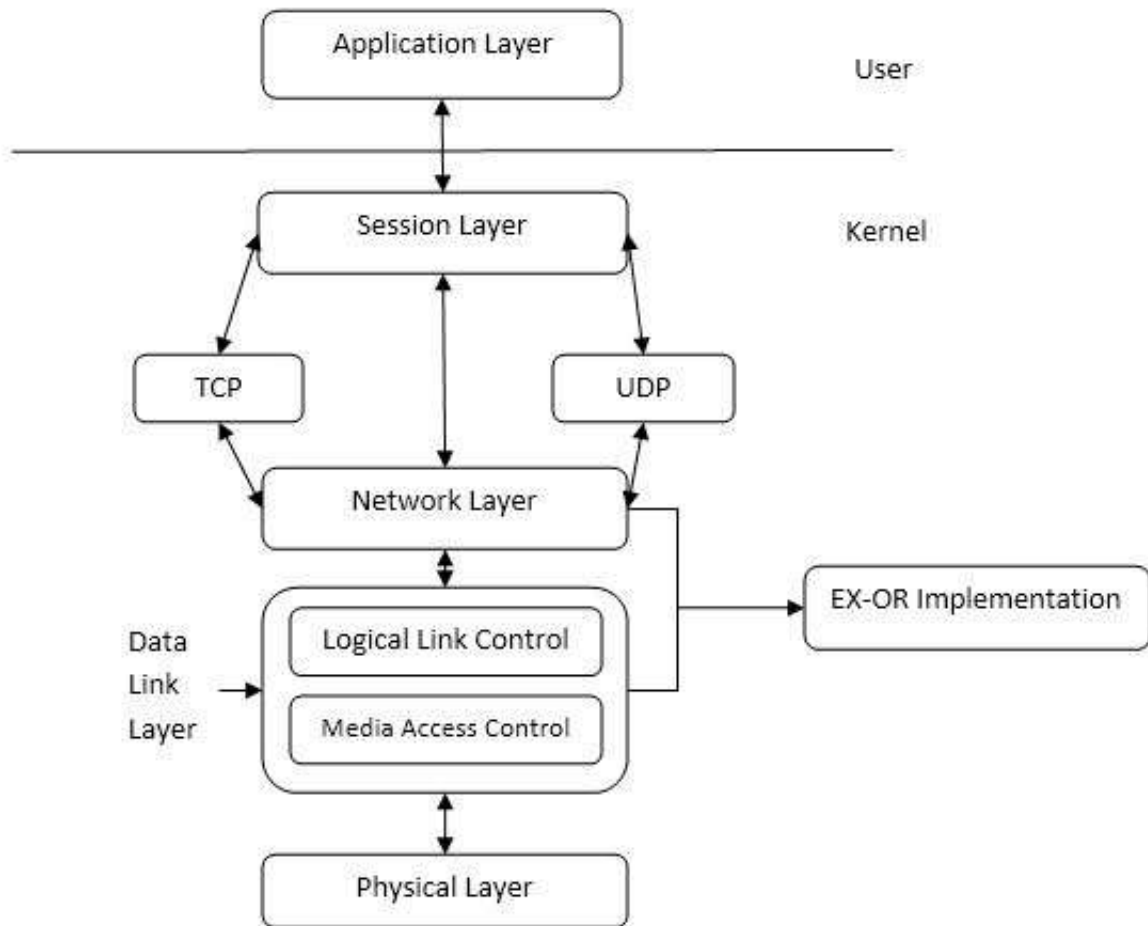 Application Layer
User
Session Layer
Kernel
TCP
UDP
Network Layer
EX-OR Implementation
Data
Link
Layer
Logical Link Control
Media Access Control
Physical Layer